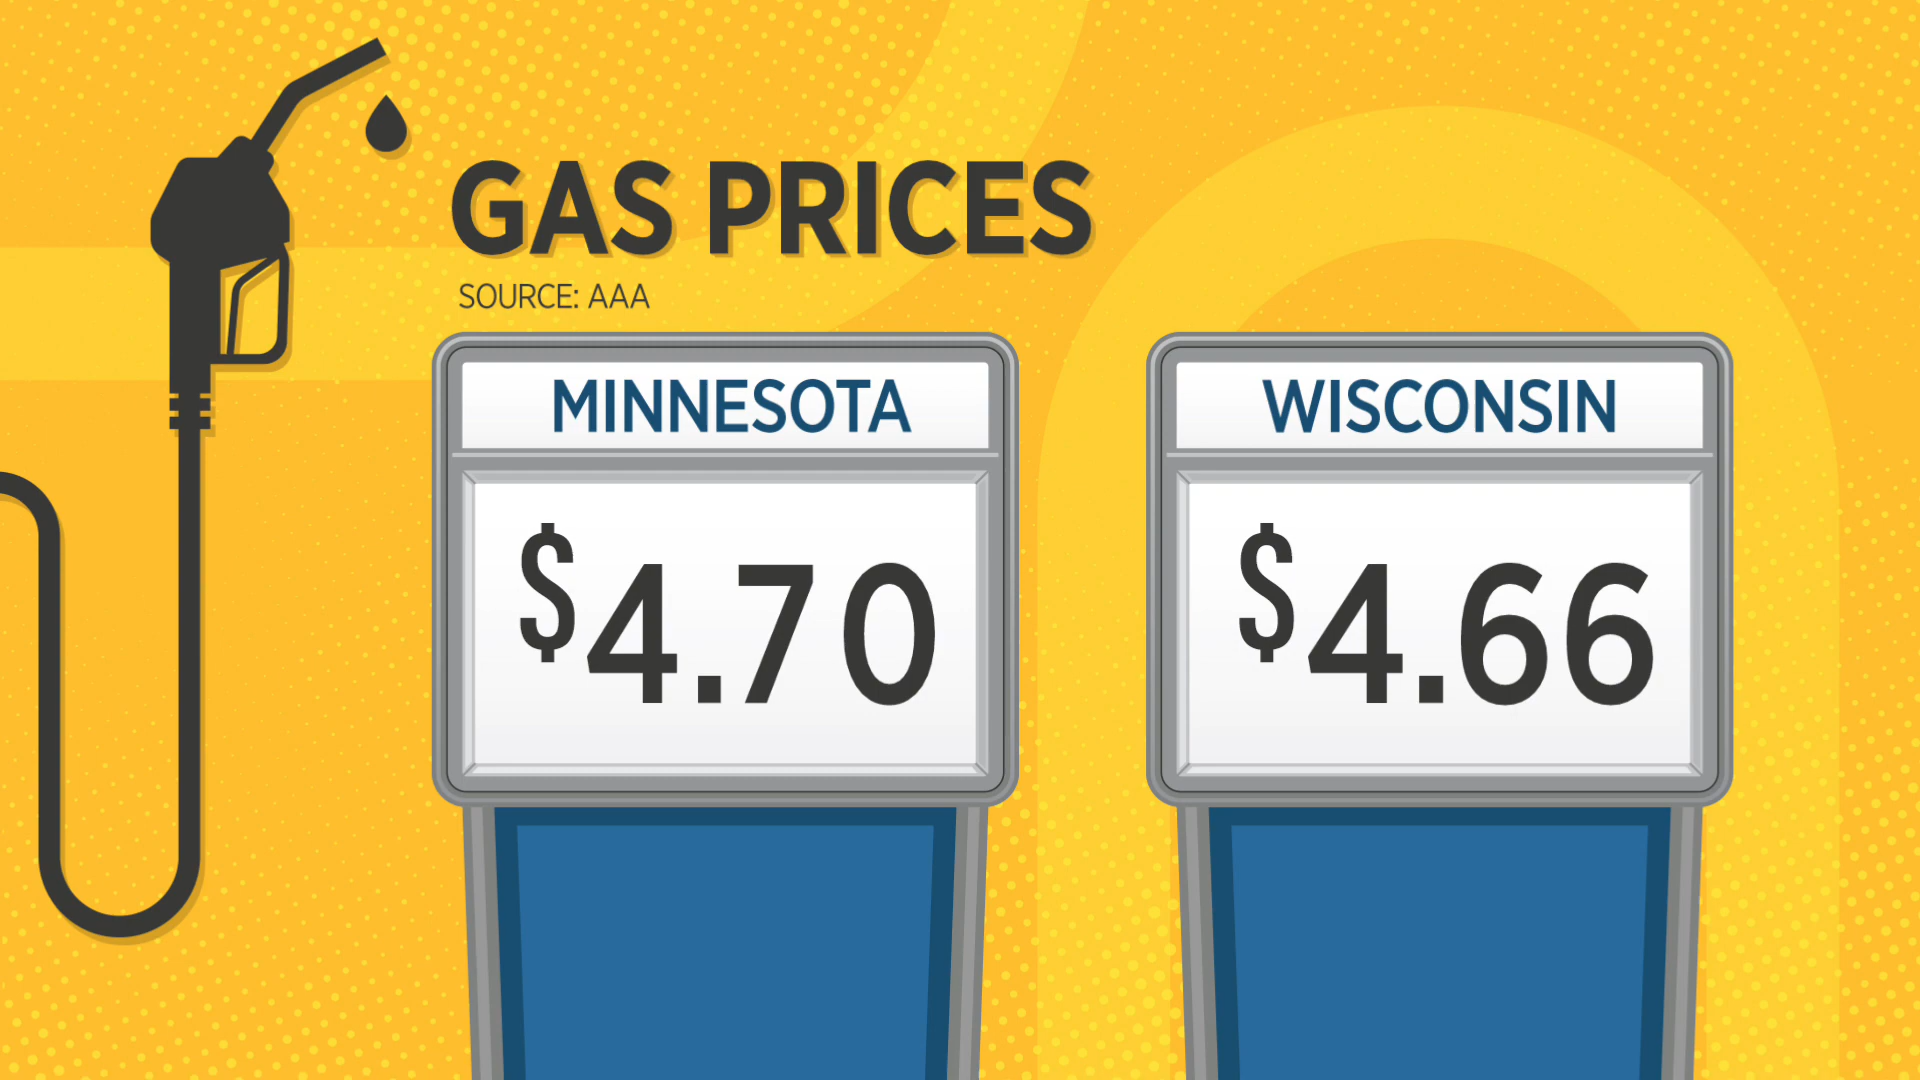 GAS PRICES
SOURCE: AAA
MINNESOTA
$4.70
WISCONSIN
$4.66